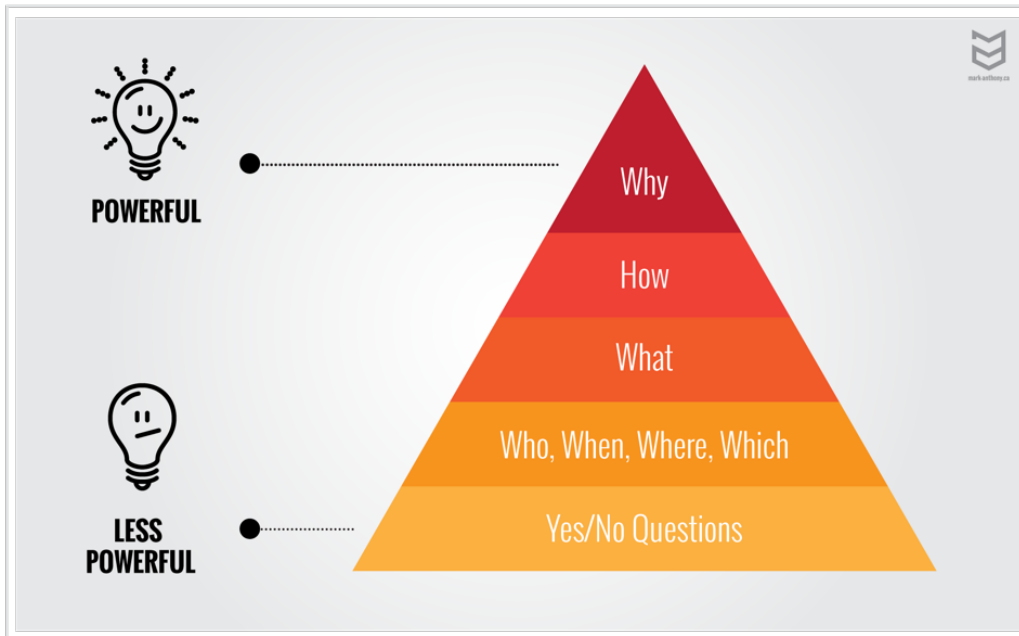 mark-anthony.co
Why
POWERFUL
How
What
Who, When, Where, Which
Yes/No Questions
LESS
POWERFUL